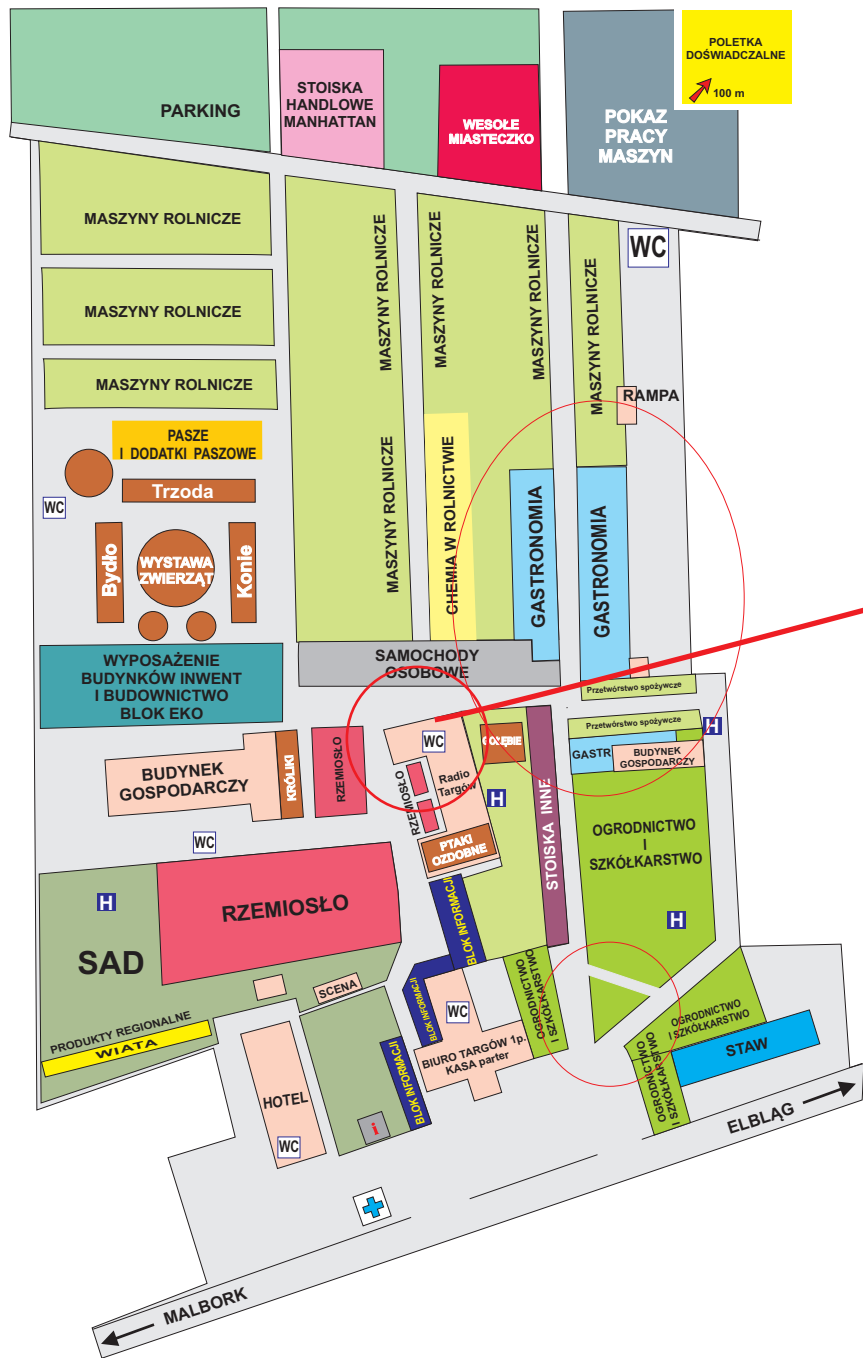 POLETKA
DOŚWIADCZALNE
100 m
PARKING
STOISKA
HANDLOWE
MANHATTAN
WESOŁE
MIASTECZKO
POKAZ
PRACY
MASZYN
MASZYNY ROLNICZE
MASZYNY ROLNICZE
MASZYNY ROLNICZE
MASZYNY ROLNICZE
MASZYNY ROLNICZE
MASZYNY ROLNICZE
MASZYNY ROLNICZE
MASZYNY ROLNICZE
WC
RAMPA
PASZE
I DODATKI PASZOWE
Trzoda
WC
Bydło
WYSTAWA
ZWIERZĄT
Konie
CHEMIA W ROLNICTWIE
GASTRONOMIA
GASTRONOMIA
WYPOSAŻENIE
BUDYNKÓW INWENT
I BUDOWNICTWO
BLOK EKO
SAMOCHODY
OSOBOWE
Przetwórstwo spożywcze
Przetwórstwo spożywcze
H
GASTR
BUDYNEK
GOSPODARCZY
BUDYNEK
GOSPODARCZY
KRÓLIKI
RZEMIOSŁO
WC
GOŁĘBIE
RZEMIOSŁO
Radio
Targów
H
PTAKI
OZDOBNE
STOISKA INNE
OGRODNICTWO
I
SZKÓŁKARSTWO
H
WC
H
RZEMIOSŁO
SAD
BLOK INFORMACJI
SCENA
BLOK INFORMACJI
WC
OGRODNICTWO
I SZKÓŁKARSTWO
PRODUKTY REGIONALNE
WIATA
BIURO TARGÓW 1p.
KASA parter
BLOK INFORMACJI
OGRODNICTWO
I SZKÓŁKARSTWO
OGRODNICTWO
I SZKÓŁKARSTWO
STAW
HOTEL
WC
i
ELBLĄG
MALBORK